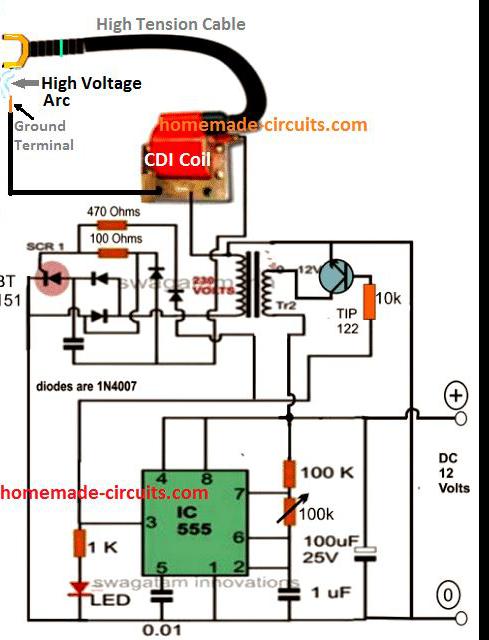 High Tension Cable
High Voltage
Arc
Ground
Terminal
homemade-circuits.com
CDI Coil
470 Ohms
100 Ohms
SCR 1
BT
151
swagatam
230
VOLTS
0 - 12V
Tr2
TIP
122
10k
diodes are 1N4007
+
DC
12
Volts
0
4
8
7
3
6
5
1
2
IC
555
homemade-circuits.com
100 K
100k
100uF
25V
1 K
LED
swagatam innovations
1 uF
0.01